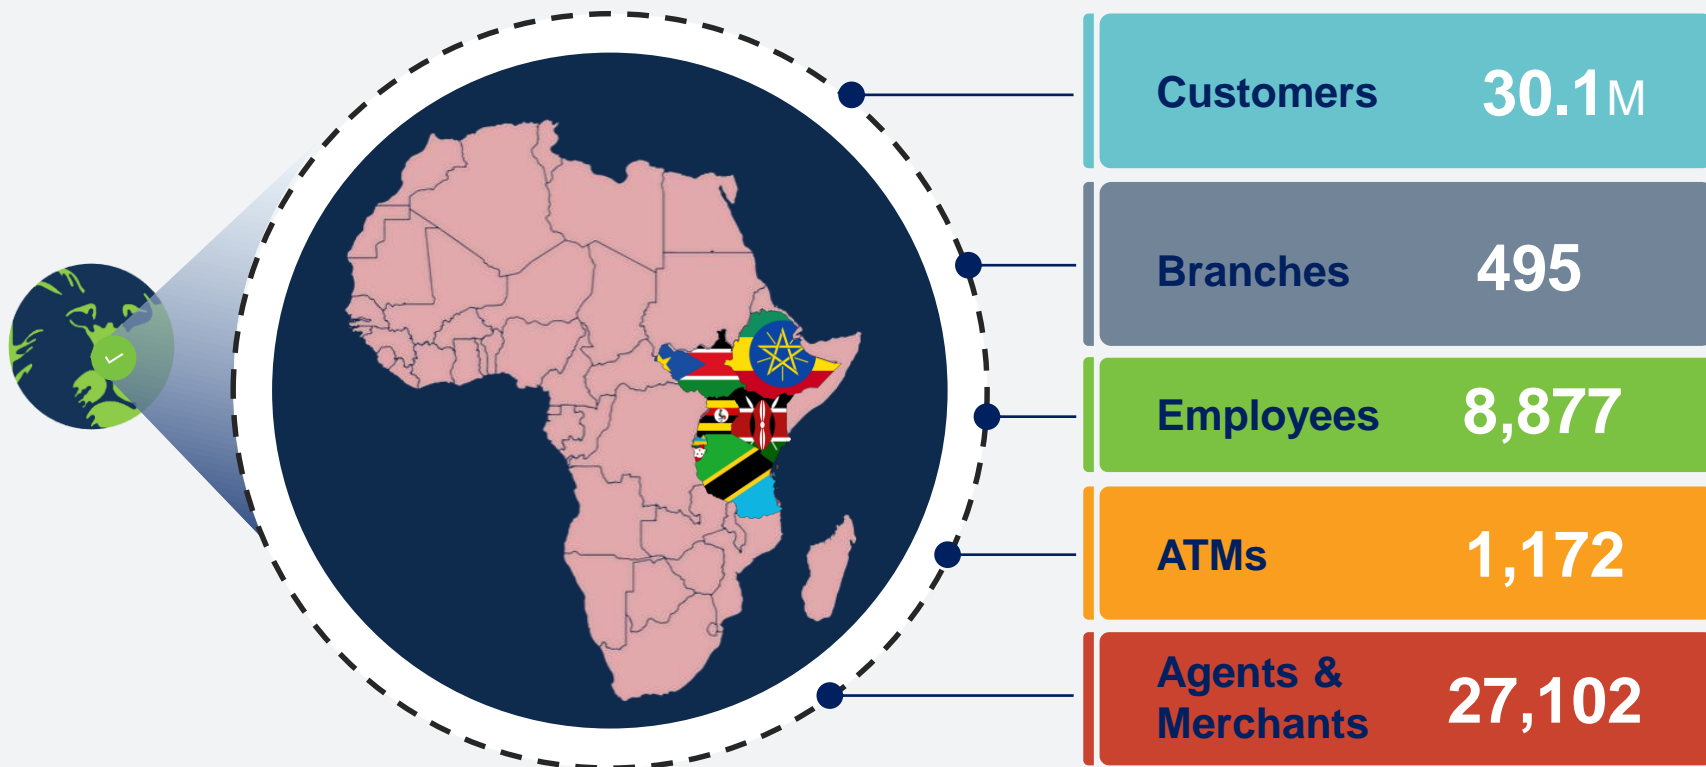 Customers 30.1M
Branches 495
Employees 8,877
ATMs 1,172
Agents &
Merchants 27,102